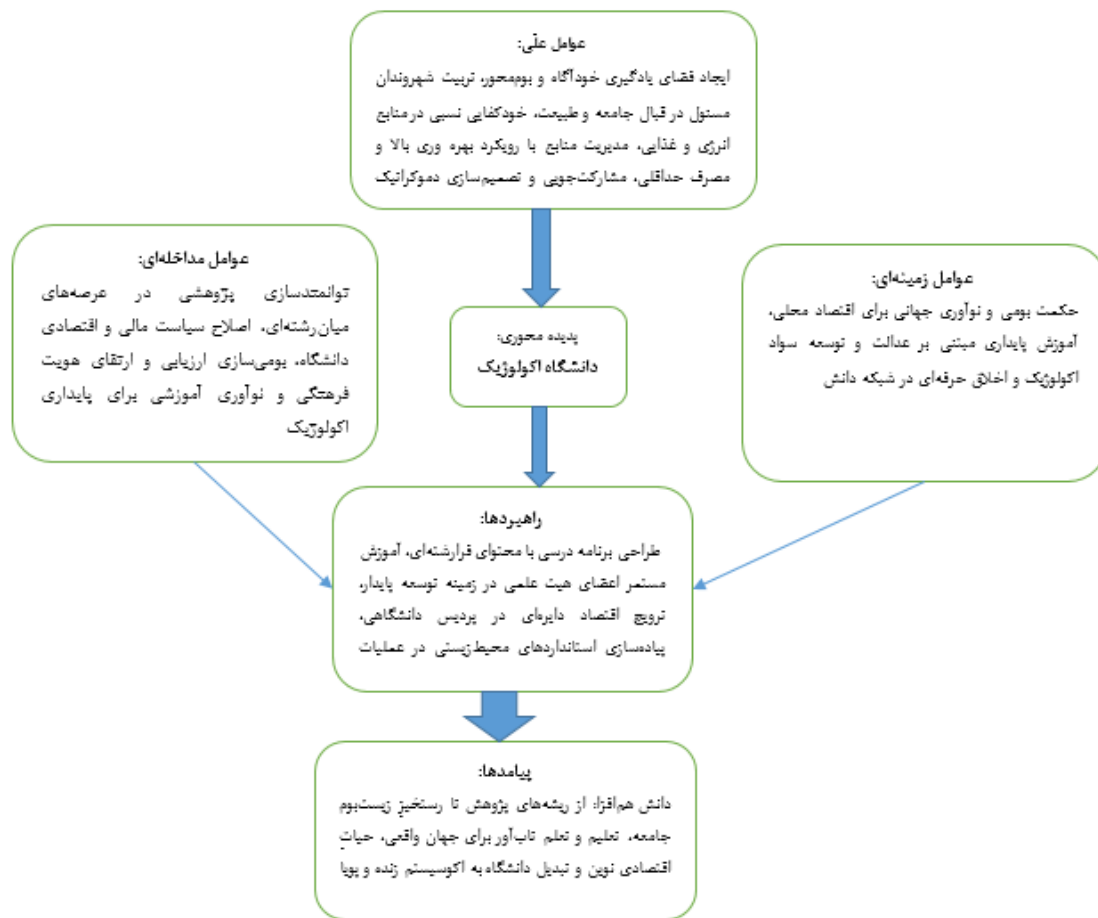 عوامل علّی:
ایجاد فضای یادگیری خودآگاه و بوم‌محور، تربیت شهروندان
مسئول در قبال جامعه و طبیعت، خودکفایی نسبی در منابع
انرژی و غذایی، مدیریت منابع با رویکرد بهره وری بالا و
مصرف حداقلی، مشارکت‌جویی و تصمیم‌سازی دموکراتیک
عوامل زمینه‌ای:
حکمت بومی و نوآوری جهانی برای اقتصاد محلی،
آموزش پایداری مبتنی بر عدالت و توسعه سواد
اکولوژیک و اخلاق حرفه‌ای در شبکه دانش
پدیده محوری:
دانشگاه اکولوژیک
عوامل مداخله‌ای:
توانمندسازی پژوهشی در عرصه‌های
میان‌رشته‌ای، اصلاح سیاست مالی و اقتصادی
دانشگاه، بومی‌سازی ارزیابی و ارتقای هویت
فرهنگی و نوآوری آموزشی برای پایداری
اکولوژیک
راهبردها:
طراحی برنامه درسی با محتوای فرارشته‌ای، آموزش
مستمر اعضای هیت علمی در زمینه توسعه پایدار،
ترویج اقتصاد دایره‌ای در پردیس دانشگاهی،
پیاده‌سازی استانداردهای محیط‌زیستی در عملیات
پیامدها:
دانش هم‌افزا: از ریشه‌های پژوهش تا رستخیزِ زیست‌بوم
جامعه، تعلیم و تعلم تاب‌آور برای جهان واقعی، حیاتِ
اقتصادی نوین و تبدیل دانشگاه به اکوسیستم زنده و پویا